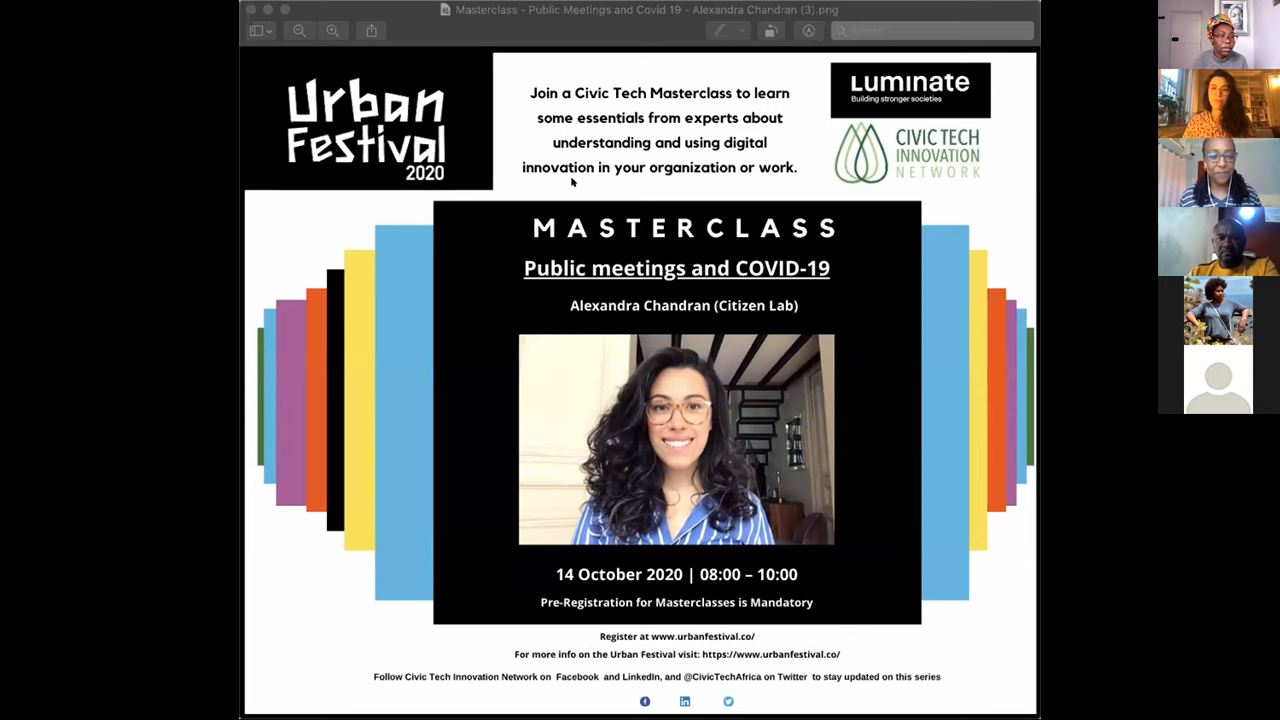 Masterclass - Public Meetings and Covid 19 - Alexandra Chandran (3).png
Urban
Festival
2020
Join a Civic Tech Masterclass to learn
some essentials from experts about
understanding and using digital
innovation in your organization or work.
Luminate
Building stronger societies
CIVIC TECH
INNOVATION
NETWORK
MASTERCLASS
Public meetings and COVID-19
Alexandra Chandran (Citizen Lab)
14 October 2020 | 08:00 – 10:00
Pre-Registration for Masterclasses is Mandatory
Register at www.urbanfestival.co/
For more info on the Urban Festival visit: https://www.urbanfestival.co/
Follow Civic Tech Innovation Network on Facebook and LinkedIn, and @CivicTechAfrica on Twitter to stay updated on this series